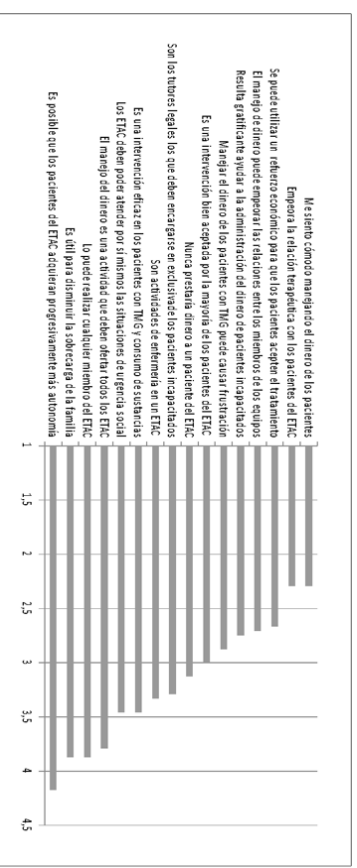 Me siento cómodo manejando el dinero de los pacientes
Empeora la relación terapéutica con los pacientes del ETAC
Se puede utilizar un refuerzo económico para que los pacientes acepten el tratamiento
El manejo de dinero puede empeorar las relaciones entre los miembros de los equipos
Resulta gratificante ayudar a la administración del dinero de pacientes incapacitados
Manejar el dinero de los pacientes con TMG puede causar frustración
Es una intervención bien aceptada por la mayoría de los pacientes del ETAC
Nunca prestaría dinero a un paciente del ETAC
Son los tutores legales los que deben encargarse en exclusiva de los pacientes incapacitados
Son actividades de enfermería en un ETAC
Es una intervención eficaz en los pacientes con TMG y consumo de sustancias
Los ETAC deben poder atender por sí mismos las situaciones de urgencia social
El manejo del dinero es una actividad que deben ofertar todos los ETAC
Lo puede realizar cualquier miembro del ETAC
Es útil para disminuir la sobrecarga de la familia
Es posible que los pacientes del ETAC adquieran progresivamente más autonomía
1
1,5
2
2,5
3
3,5
4
4,5